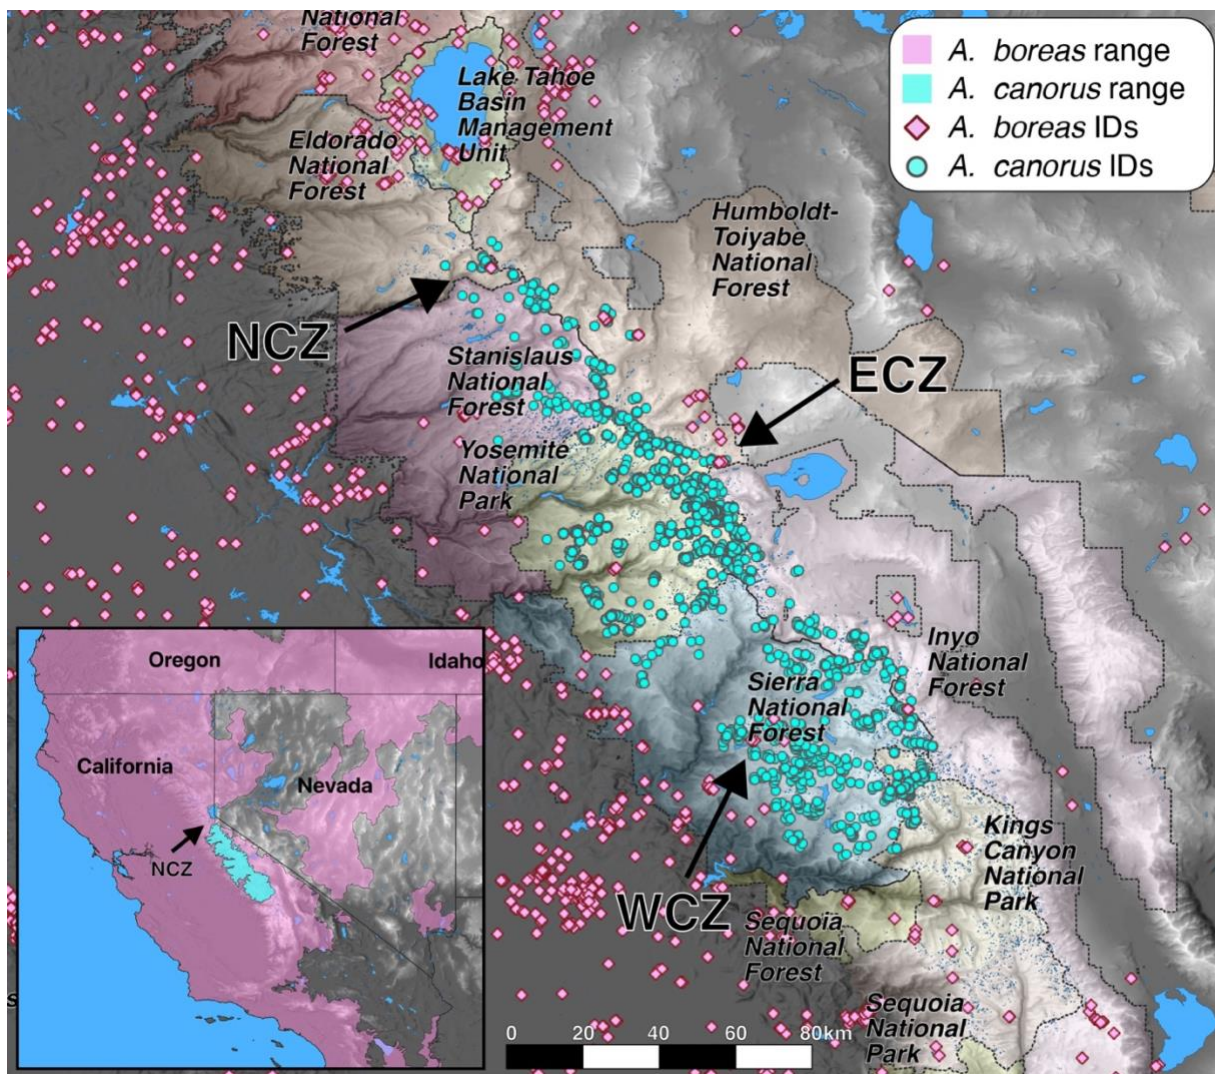 National
Forest
Lake Tahoe
Basin
Management
Unit
Eldorado
National
Forest
A. boreas range
A. canorus range
A. boreas IDs
A. canorus IDs
Humboldt-
Toiyabe
National
Forest
NCZ
ECZ
Stanislaus
National
Forest
Yosemite
National
Park
Inyo
National
Forest
Sierra
National
Forest
Kings
Canyon
National
Park
WCZ
Sequoia
National
Forest
Sequoia
National
Park
0 20 40 60 80km
Oregon
Idaho
California
Nevada
NCZ